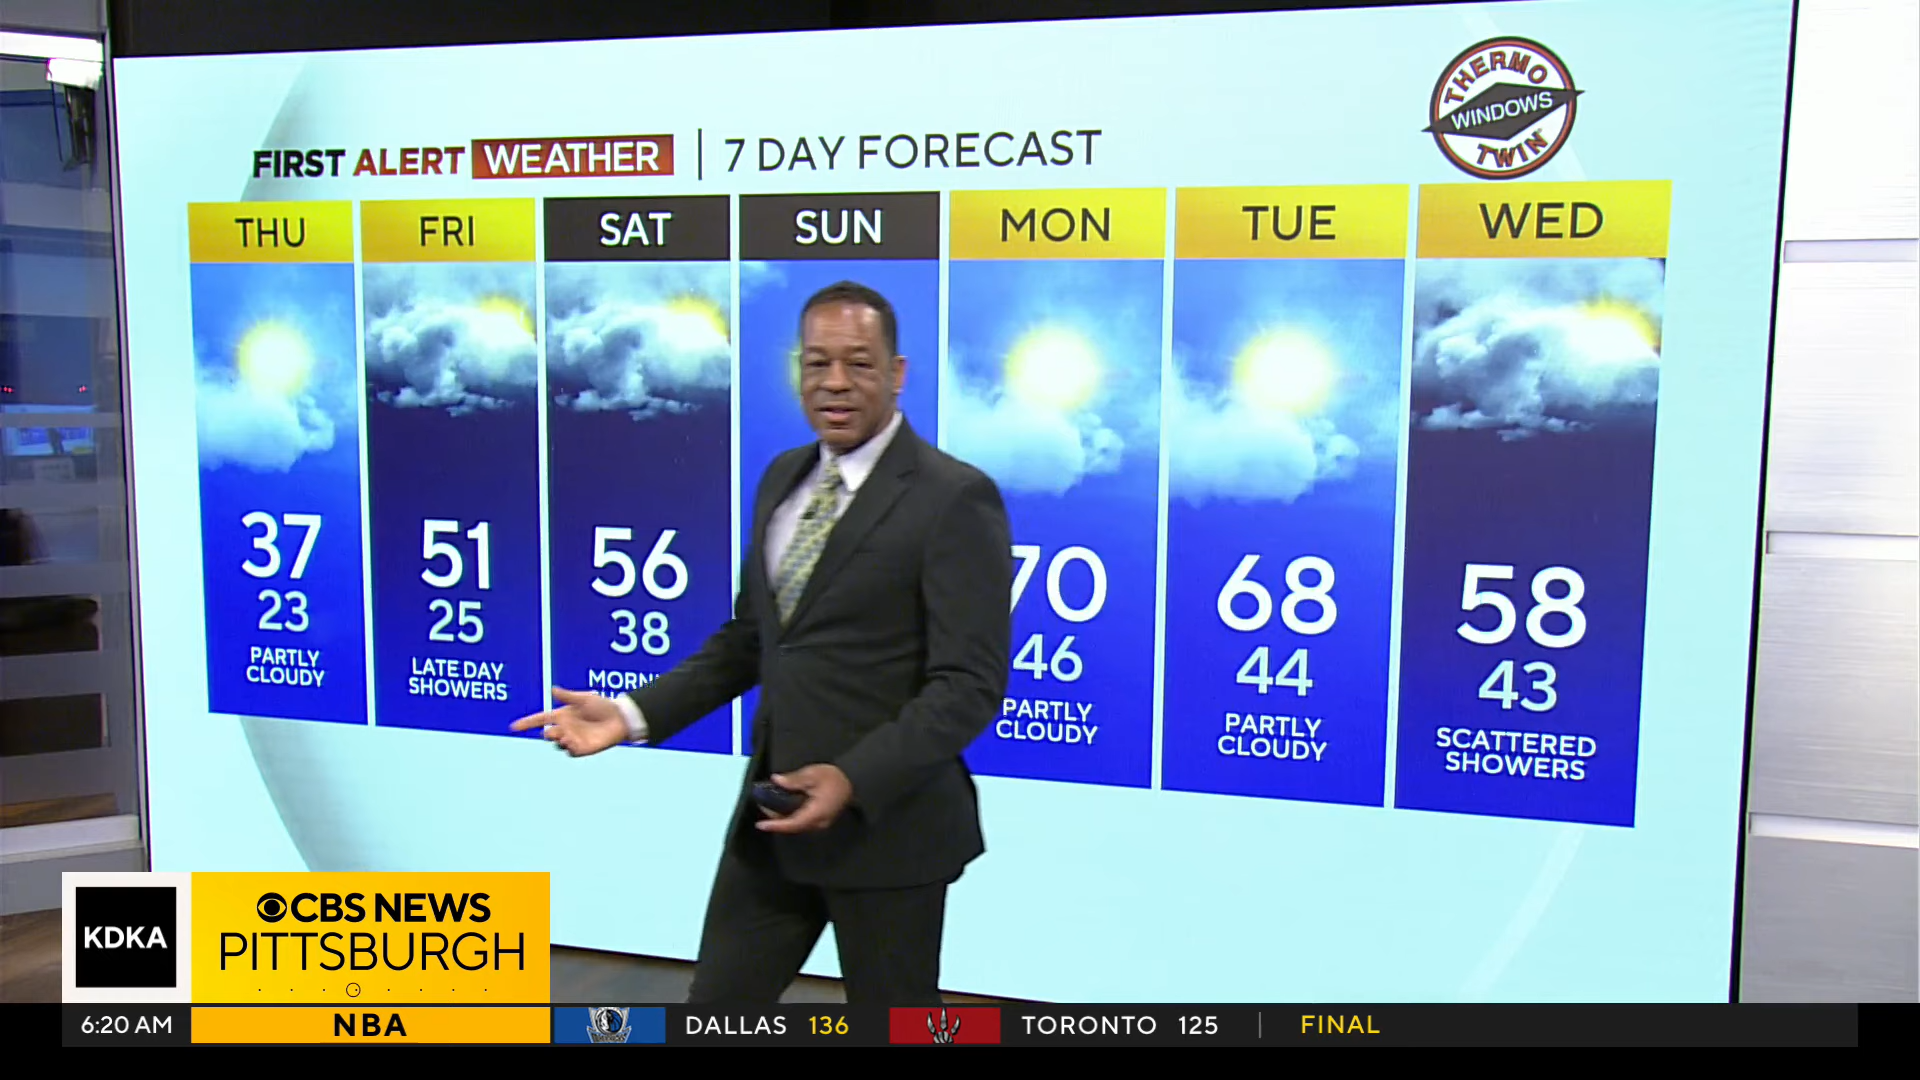 THERMO
WINDOWS
TWIN
FIRST ALERT WEATHER | 7 DAY FORECAST
THU
37
23
PARTLY
CLOUDY
FRI
51
25
LATE DAY
SHOWERS
SAT
56
38
SUN
MON
70
46
PARTLY
CLOUDY
TUE
68
44
PARTLY
CLOUDY
WED
58
43
SCATTERED
SHOWERS
KDKA
CBS NEWS
PITTSBURGH
6:20 AM NBA DALLAS 136 TORONTO 125 | FINAL